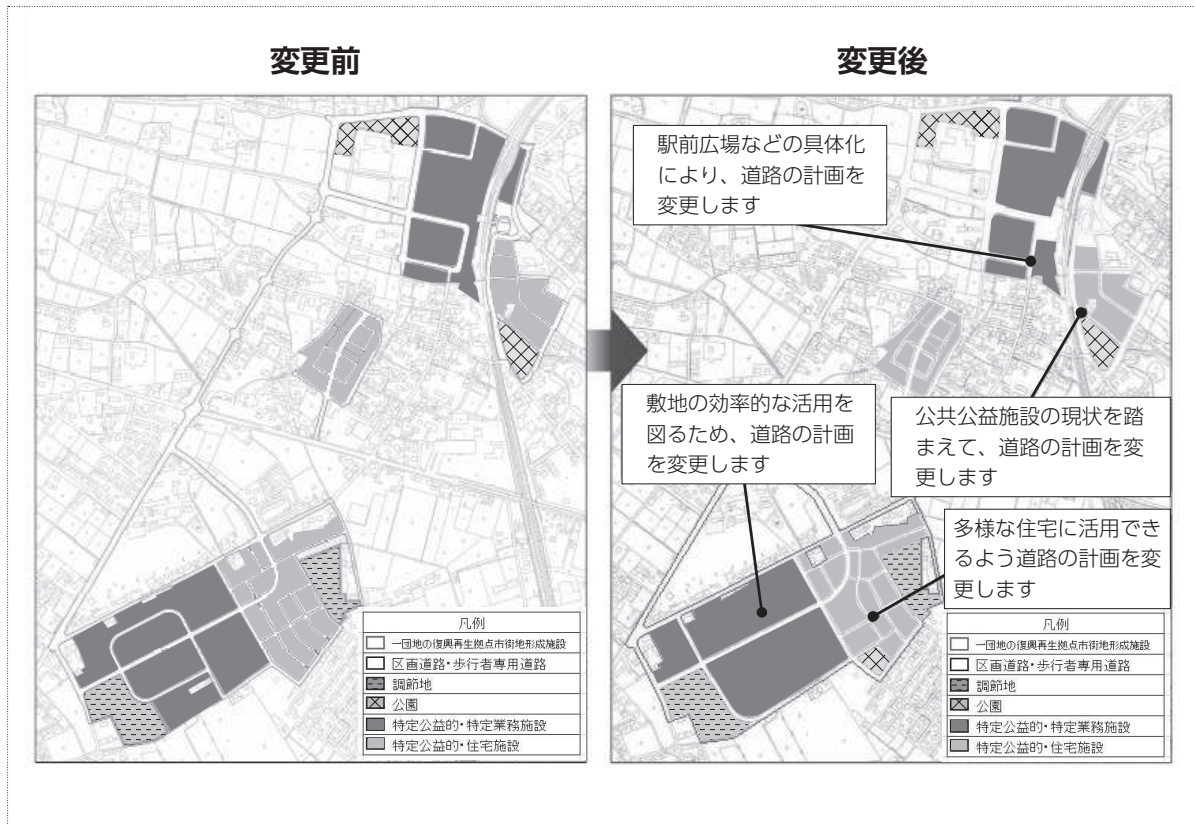 変更前
凡例
一団地の復興再生拠点市街地形成施設
区画道路・歩行者専用道路
調節地
公園
特定公益的・特定業務施設
特定公益的・住宅施設
変更後
駅前広場などの具体化
により、道路の計画を
変更します
敷地の効率的な活用を
図るため、道路の計画
を変更します
公共公益施設の現状を踏
まえて、道路の計画を変
更します
多様な住宅に活用でき
るよう道路の計画を変
更します
凡例
一団地の復興再生拠点市街地形成施設
区画道路・歩行者専用道路
調節地
公園
特定公益的・特定業務施設
特定公益的・住宅施設